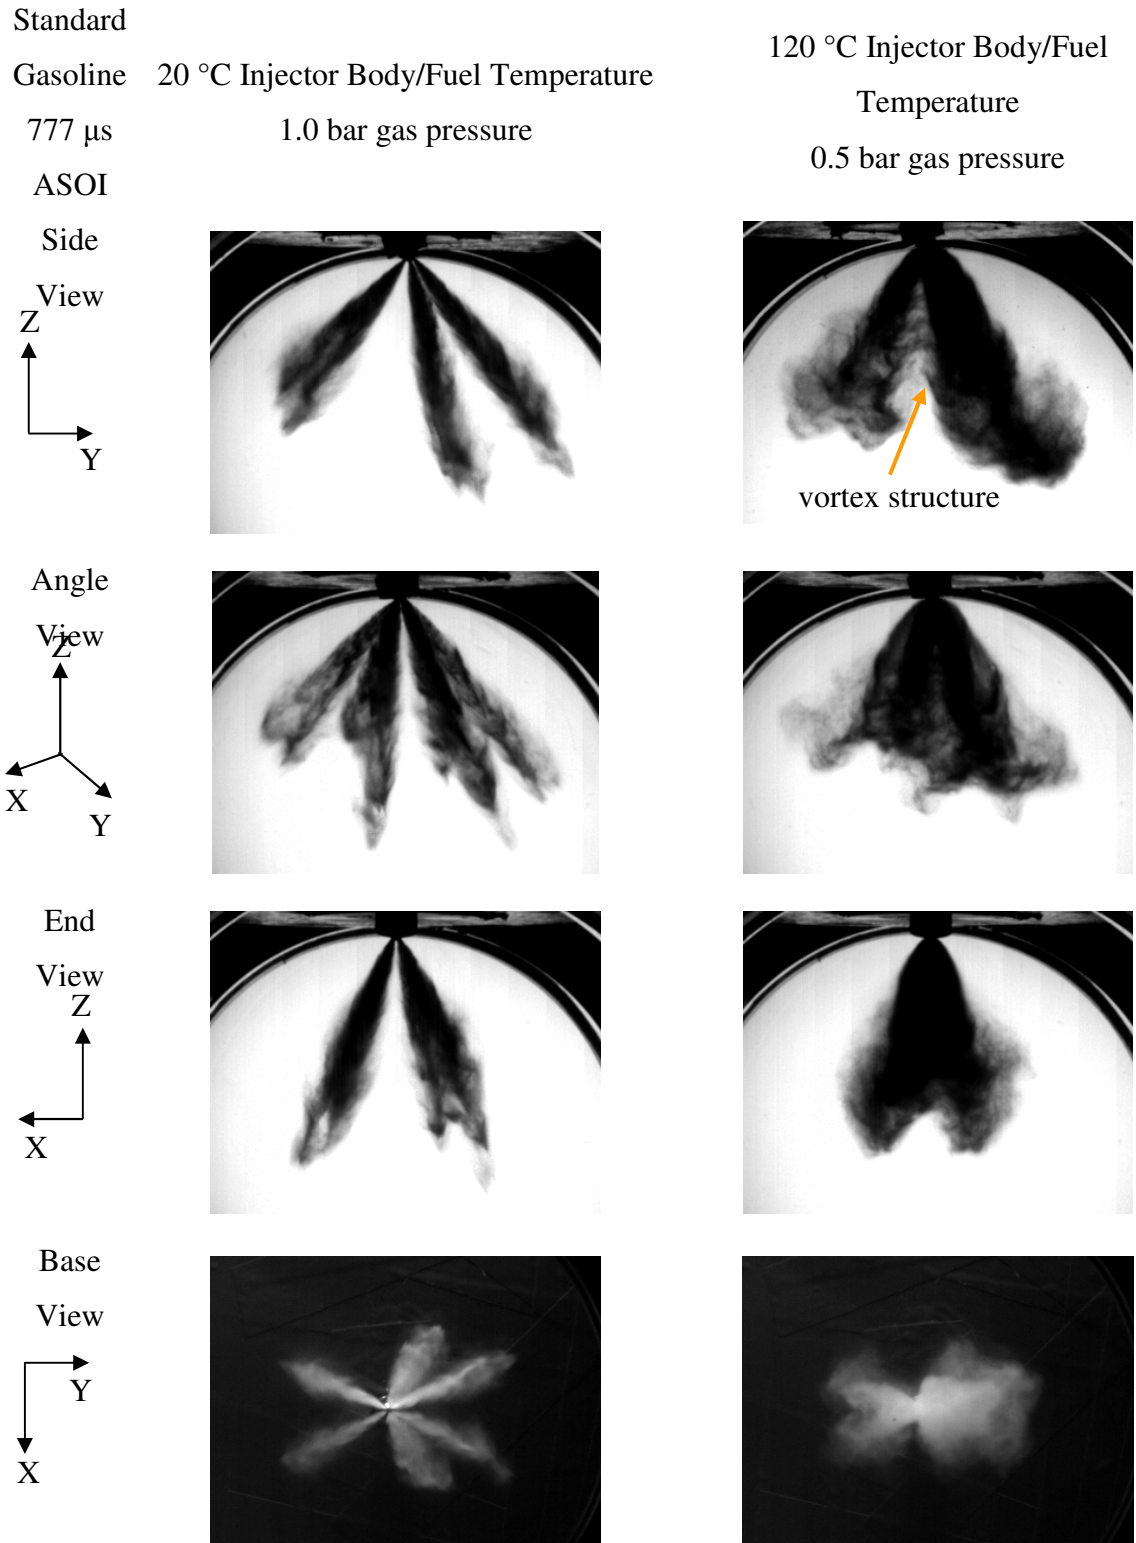 Standard
Gasoline
777 μs
ASOI
Side
View
20 °C Injector Body/Fuel Temperature
1.0 bar gas pressure
120 °C Injector Body/Fuel
Temperature
0.5 bar gas pressure
Z
Y
vortex structure
Angle
View
Z
X
Y
End
View
Z
X
Base
View
Y
X